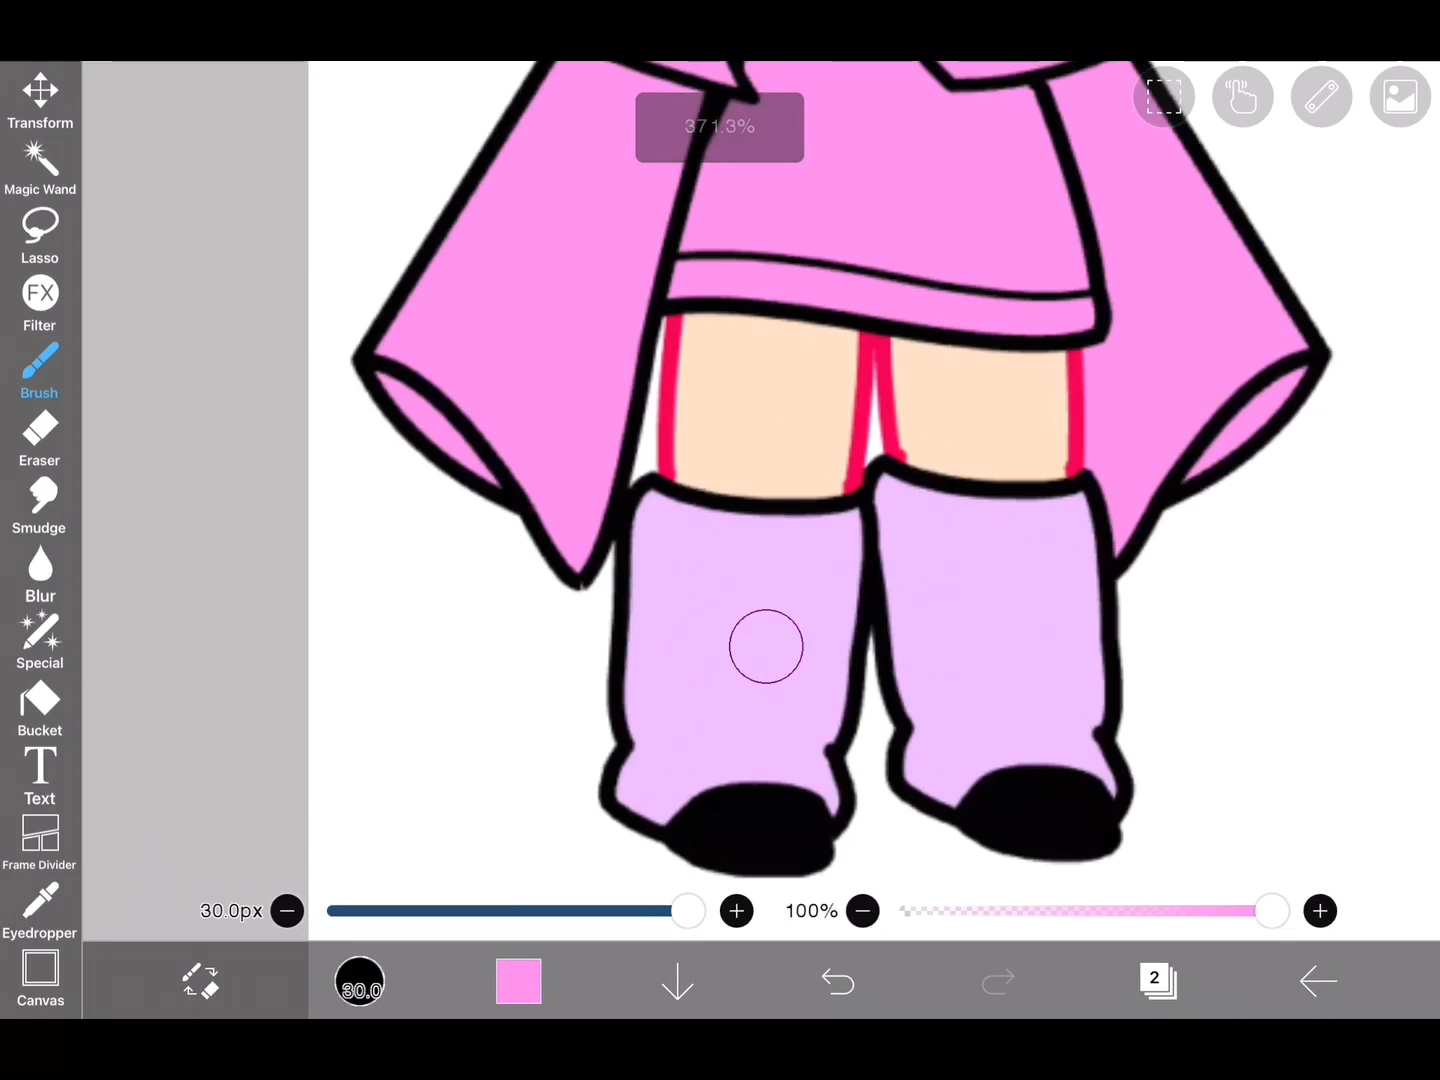 371.3%
Transform
Magic Wand
Lasso
FX
Filter
Brush
Eraser
Smudge
Blur
Special
Bucket
T
Text
Frame Divider
Eyedropper
Canvas
30.0px
100%
30.0
2